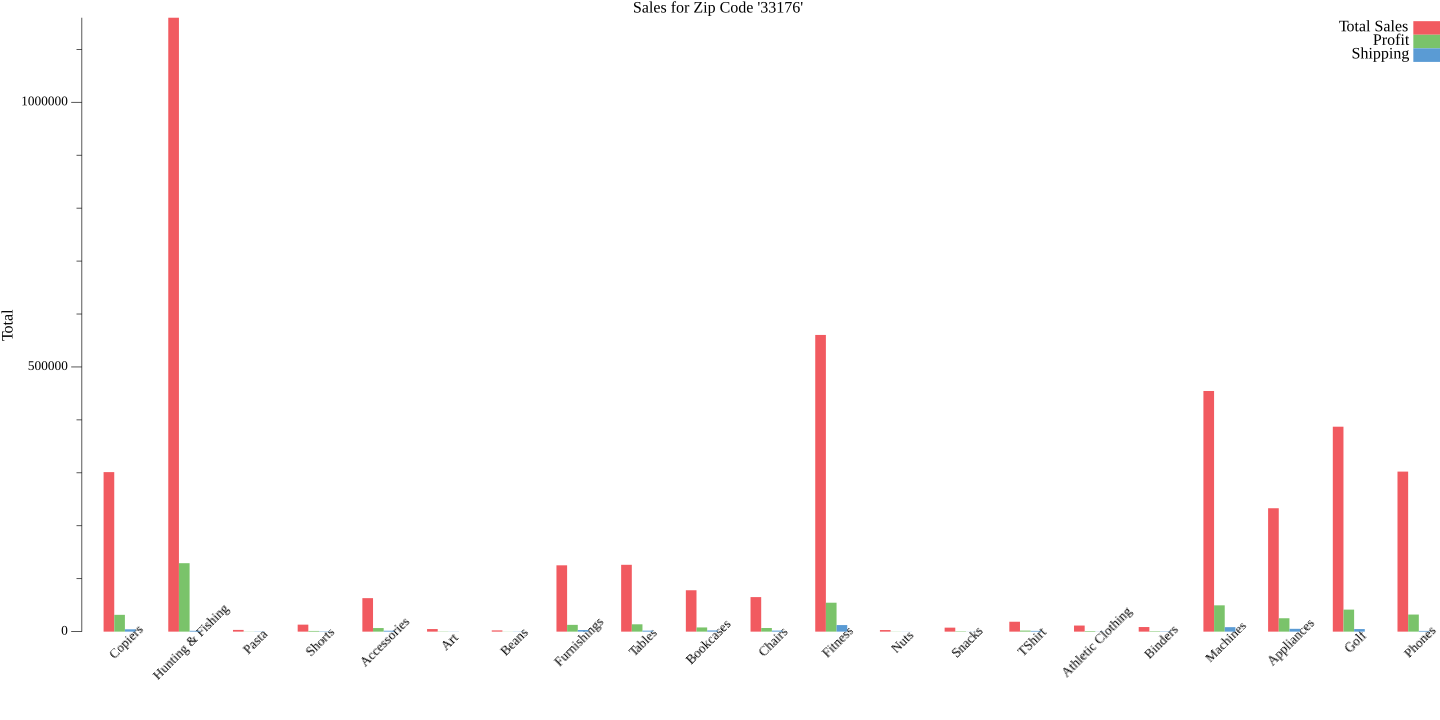 Sales for Zip Code '33176'
Total Sales
Profit
Shipping
Total
1000000
500000
0
Copiers
Hunting & Fishing
Pasta
Shorts
Accessories
Art
Beans
Furnishings
Tables
Bookcases
Chairs
Fitness
Nuts
Snacks
TShirt
Athletic Clothing
Binders
Machines
Appliances
Golf
Phones